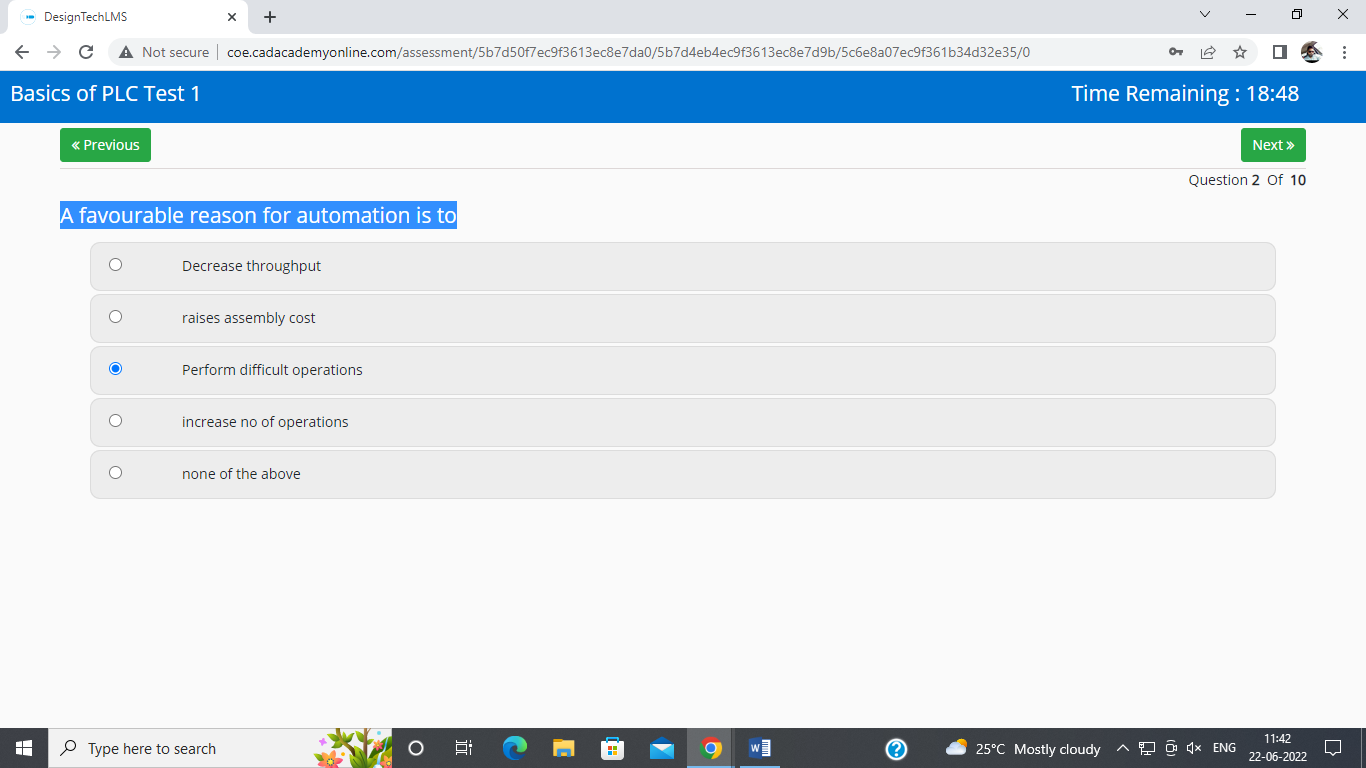 DesignTechLMS
Not secure
coe.cadacademyonline.com/assessment/5b7d50f7ec9f3613ec8e7da0/5b7d4eb4ec9f3613ec8e7d9b/5c6e8a07ec9f361b34d32e35/0
Basics of PLC Test 1
Time Remaining : 18:48
« Previous
Next »
Question 2 Of 10
A favourable reason for automation is to
Decrease throughput
raises assembly cost
Perform difficult operations
increase no of operations
none of the above
Type here to search
25°C Mostly cloudy
ENG
11:42
22-06-2022